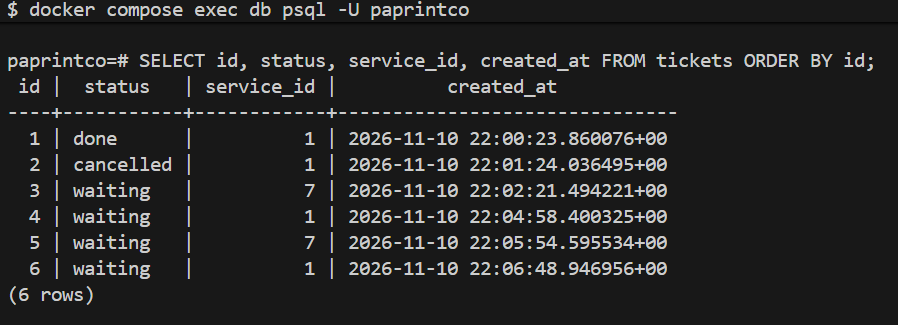 $ docker compose exec db psql -U paprintco
paprintco=# SELECT id, status, service_id, created_at FROM tickets ORDER BY id;
 id |  status   | service_id |          created_at
----+-----------+------------+-------------------------------
  1 | done      |          1 | 2026-11-10 22:00:23.860076+00
  2 | cancelled |          1 | 2026-11-10 22:01:24.036495+00
  3 | waiting   |          7 | 2026-11-10 22:02:21.494221+00
  4 | waiting   |          1 | 2026-11-10 22:04:58.400325+00
  5 | waiting   |          7 | 2026-11-10 22:05:54.595534+00
  6 | waiting   |          1 | 2026-11-10 22:06:48.946956+00
(6 rows)